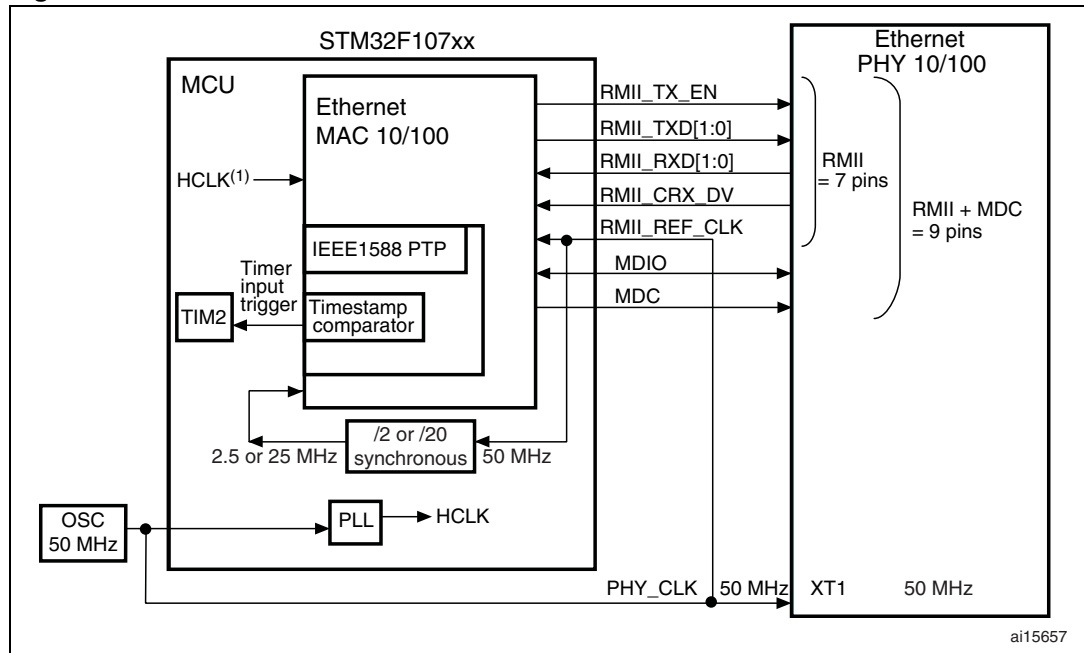 STM32F107xx
MCU
Ethernet
MAC 10/100
HCLK(1)
IEEE1588 PTP
Timer
input
trigger
TIM2
Timestamp
comparator
/2 or /20
synchronous
2.5 or 25 MHz
50 MHz
OSC
50 MHz
PLL
HCLK
RMII_TX_EN
RMII_TXD[1:0]
RMII_RXD[1:0]
RMII_CRX_DV
RMII_REF_CLK
MDIO
MDC
Ethernet
PHY 10/100
RMII
= 7 pins
RMII + MDC
= 9 pins
PHY_CLK
50 MHz
XT1
50 MHz
ai15657